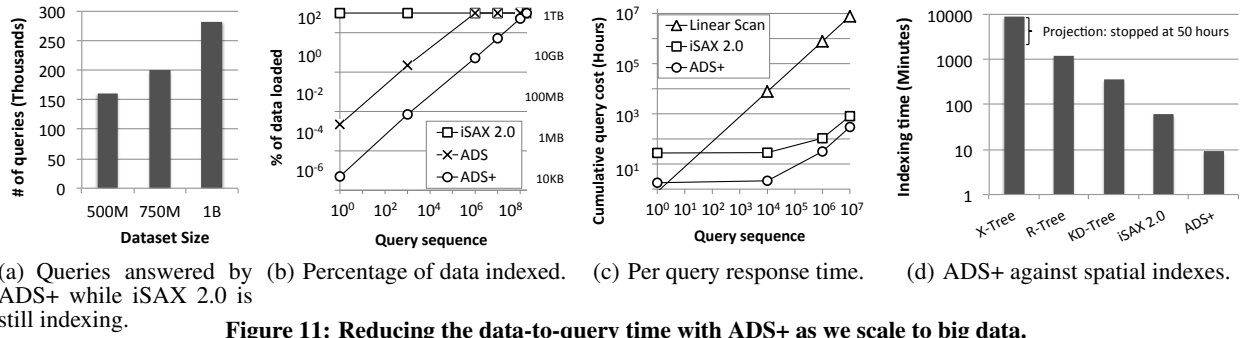 300
250
200
150
100
50
0
# of queries (Thousands)
500M 750M 1B
Dataset Size
10^2
10^0
10^-2
10^-4
10^-6
% of data loaded
1TB
10GB
100MB
1MB
10KB
iSAX 2.0
ADS
ADS+
10^0 10^2 10^4 10^6 10^8
Query sequence
10^7
10^5
10^3
10^1
Cumulative query cost (Hours)
Linear Scan
iSAX 2.0
ADS+
10^0 10^1 10^2 10^3 10^4 10^5 10^6 10^7
Query sequence
10000
1000
100
10
1
Indexing time (Minutes)
Projection: stopped at 50 hours
X-Tree R-Tree KD-Tree iSAX 2.0 ADS+
(a) Queries answered by
ADS+ while iSAX 2.0 is
still indexing.
(b) Percentage of data indexed.
(c) Per query response time.
(d) ADS+ against spatial indexes.
Figure 11: Reducing the data-to-query time with ADS+ as we scale to big data.